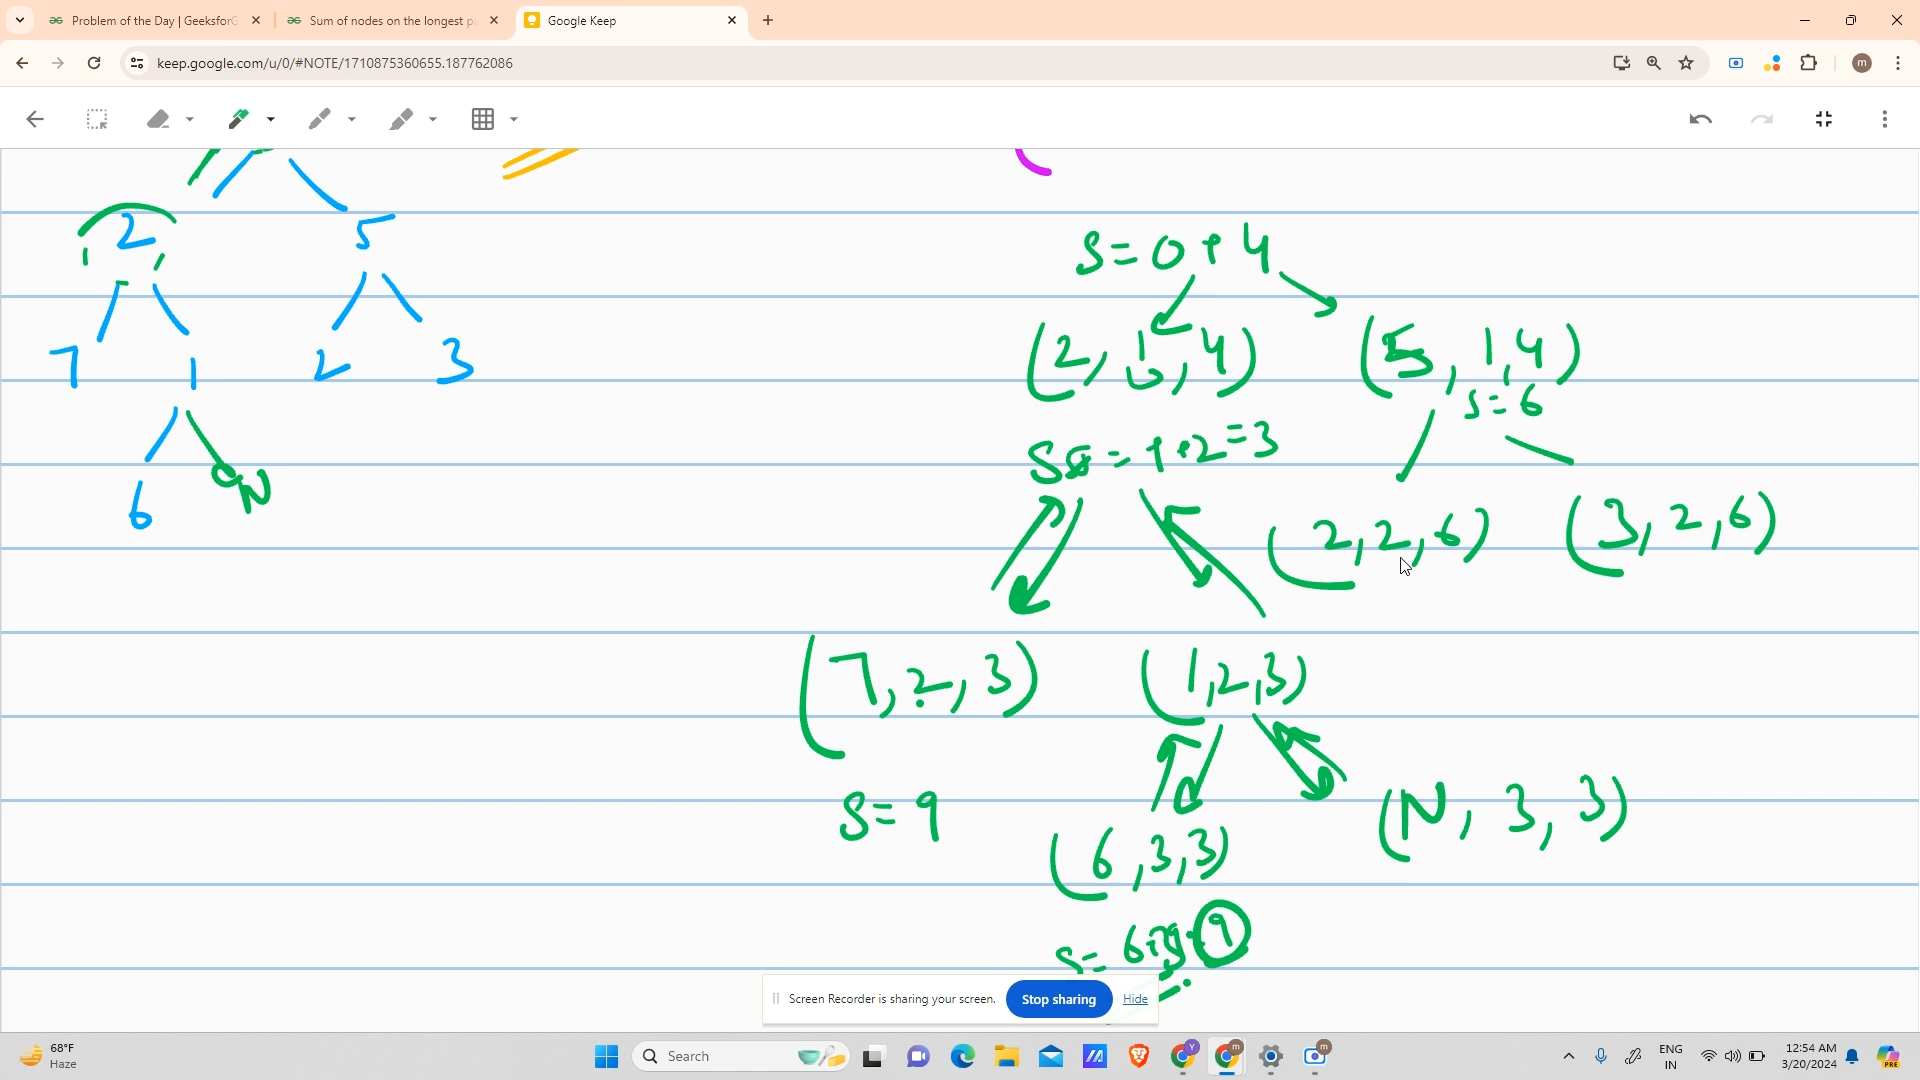 Problem of the Day | GeeksforG
Sum of nodes on the longest pa
Google Keep
keep.google.com/u/0/#NOTE/1710875360655.187762086
m
2
5
7
1
2
3
6
N
S = 0 + 4
(2, 1, 4)
(5, 1, 4)
S = 6
= 1 + 2 = 3
(2, 2, 6)
(3, 2, 6)
(7, 2, 3)
(1, 2, 3)
S = 9
(6, 3, 3)
(N, 3, 3)
S = 6+3 9
Screen Recorder is sharing your screen.
Stop sharing
Hide
68°F
Haze
Search
ENG
IN
12:54 AM
3/20/2024
PRE